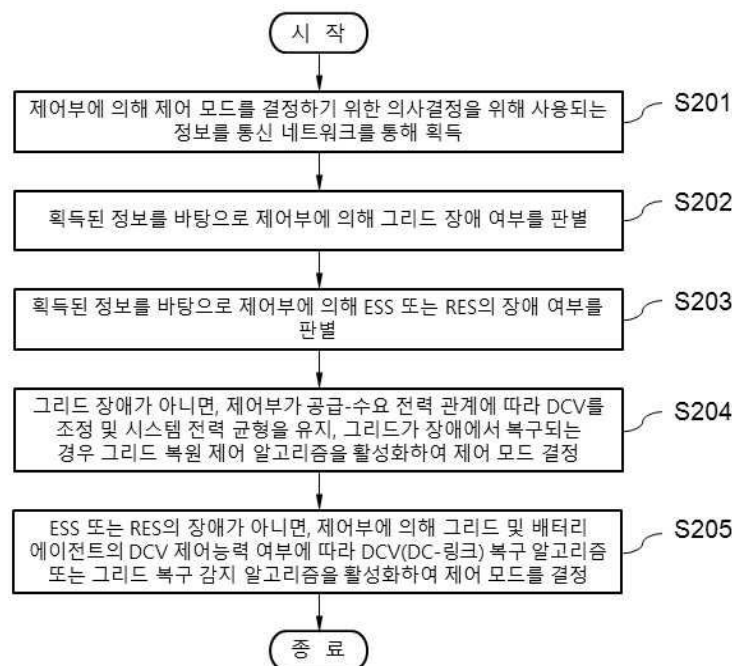 시 작
제어부에 의해 제어 모드를 결정하기 위한 의사결정을 위해 사용되는
정보를 통신 네트워크를 통해 획득
S201
획득된 정보를 바탕으로 제어부에 의해 그리드 장애 여부를 판별
S202
획득된 정보를 바탕으로 제어부에 의해 ESS 또는 RES의 장애 여부를
판별
S203
그리드 장애가 아니면, 제어부가 공급-수요 전력 관계에 따라 DCV를
조정 및 시스템 전력 균형을 유지, 그리드가 장애에서 복구되는
경우 그리드 복원 제어 알고리즘을 활성화하여 제어 모드 결정
S204
ESS 또는 RES의 장애가 아니면, 제어부에 의해 그리드 및 배터리
에이전트의 DCV 제어능력 여부에 따라 DCV(DC-링크) 복구 알고리즘
또는 그리드 복구 감지 알고리즘을 활성화하여 제어 모드를 결정
S205
종 료